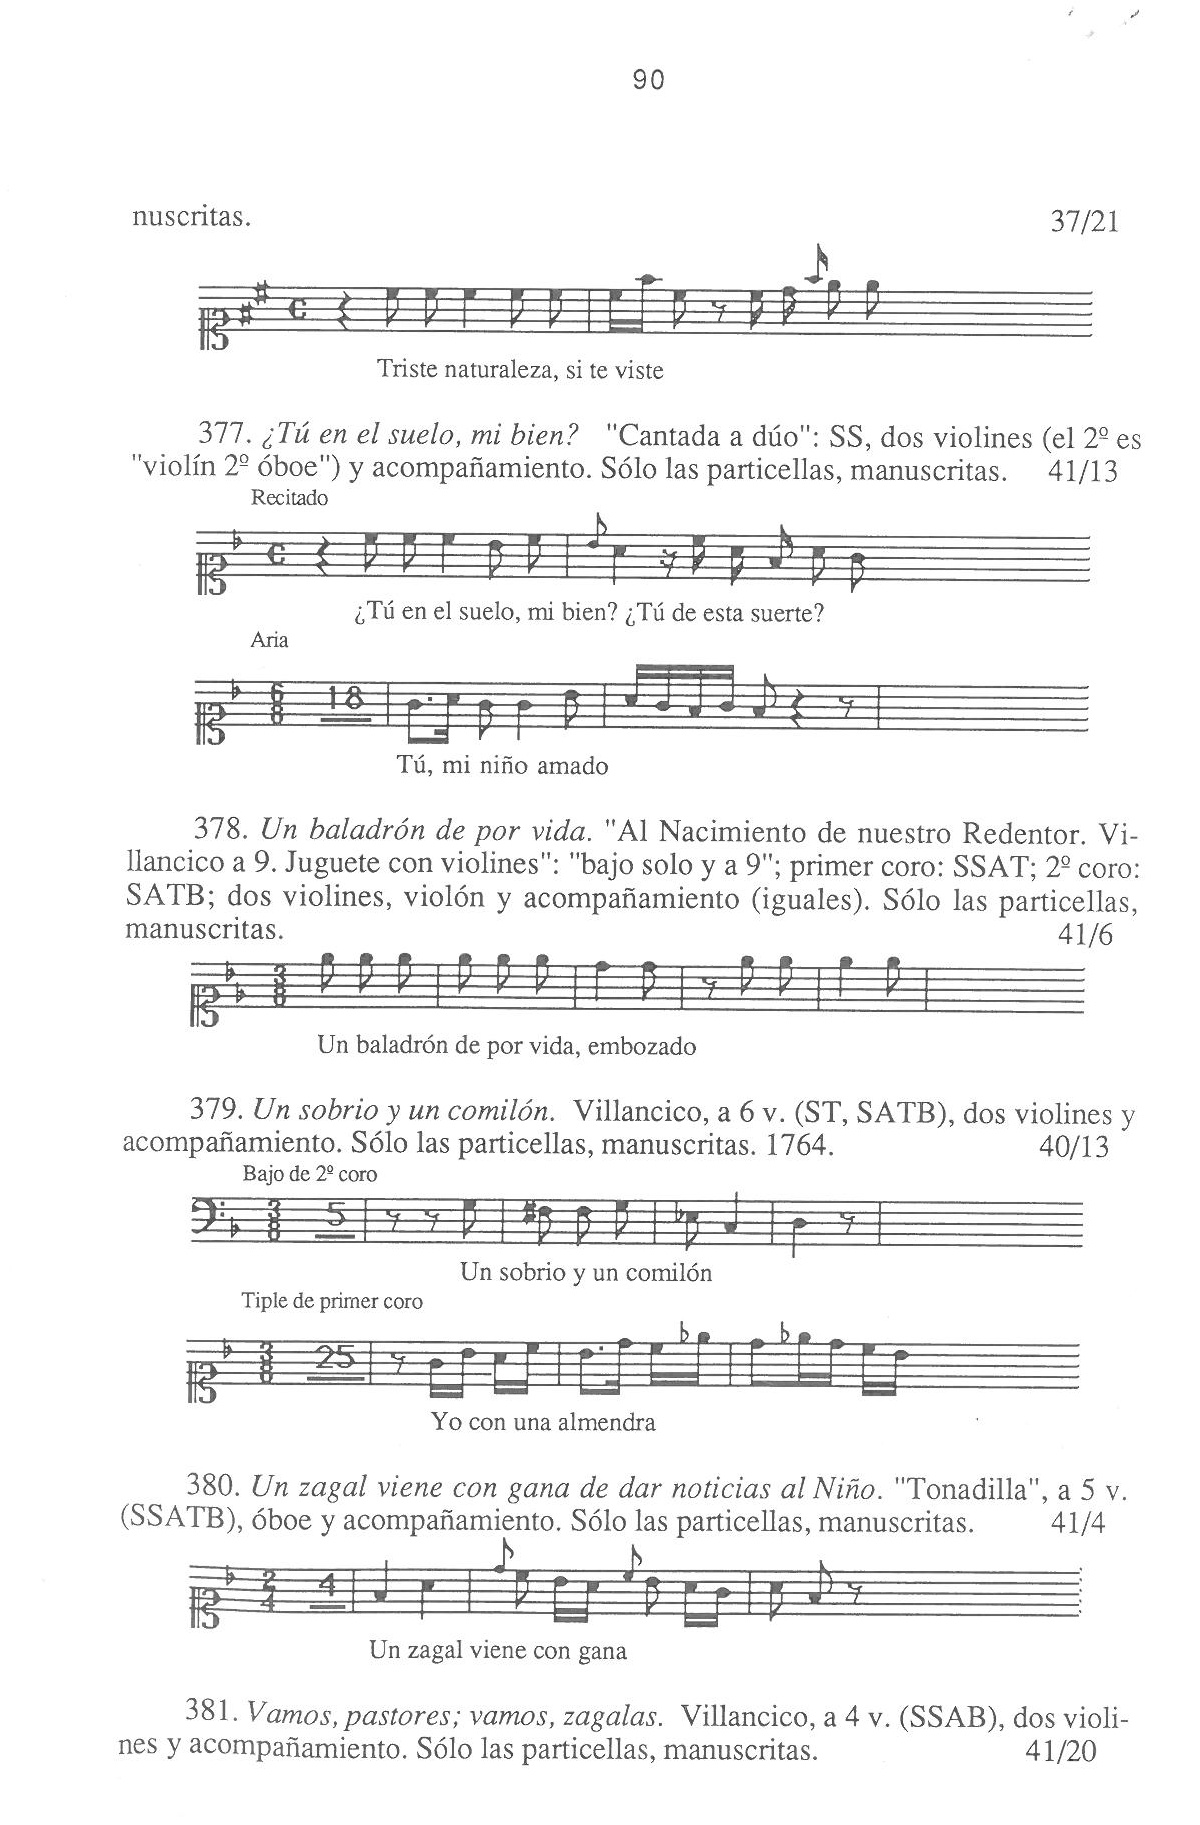 90
nuscritas. 37/21
Triste naturaleza, si te viste
377. ¿Tú en el suelo, mi bien? "Cantada a dúo": SS, dos violines (el 2º es
"violín 2º óboe") y acompañamiento. Sólo las particellas, manuscritas. 41/13
Recitado
¿Tú en el suelo, mi bien? ¿Tú de esta suerte?
Aria
6
8
18
Tú, mi niño amado
378. Un baladrón de por vida. "Al Nacimiento de nuestro Redentor. Vi-
llancico a 9. Juguete con violines": "bajo solo y a 9"; primer coro: SSAT; 2º coro:
SATB; dos violines, violón y acompañamiento (iguales). Sólo las particellas,
manuscritas. 41/6
3
8
Un baladrón de por vida, embozado
379. Un sobrio y un comilón. Villancico, a 6 v. (ST, SATB), dos violines y
acompañamiento. Sólo las particellas, manuscritas. 1764. 40/13
Bajo de 2º coro
3
8
5
Un sobrio y un comilón
Tiple de primer coro
3
8
25
Yo con una almendra
380. Un zagal viene con gana de dar noticias al Niño. "Tonadilla", a 5 v.
(SSATB), óboe y acompañamiento. Sólo las particellas, manuscritas. 41/4
2
4
4
Un zagal viene con gana
381. Vamos, pastores; vamos, zagalas. Villancico, a 4 v. (SSAB), dos violi-
nes y acompañamiento. Sólo las particellas, manuscritas. 41/20